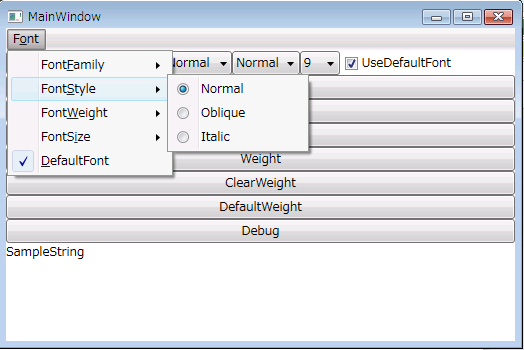 MainWindow
Font
Normal Normal 9 UseDefaultFont
FontFamily
FontStyle
FontWeight
FontSize
DefaultFont
Normal
Oblique
Italic
Weight
ClearWeight
DefaultWeight
Debug
SampleString